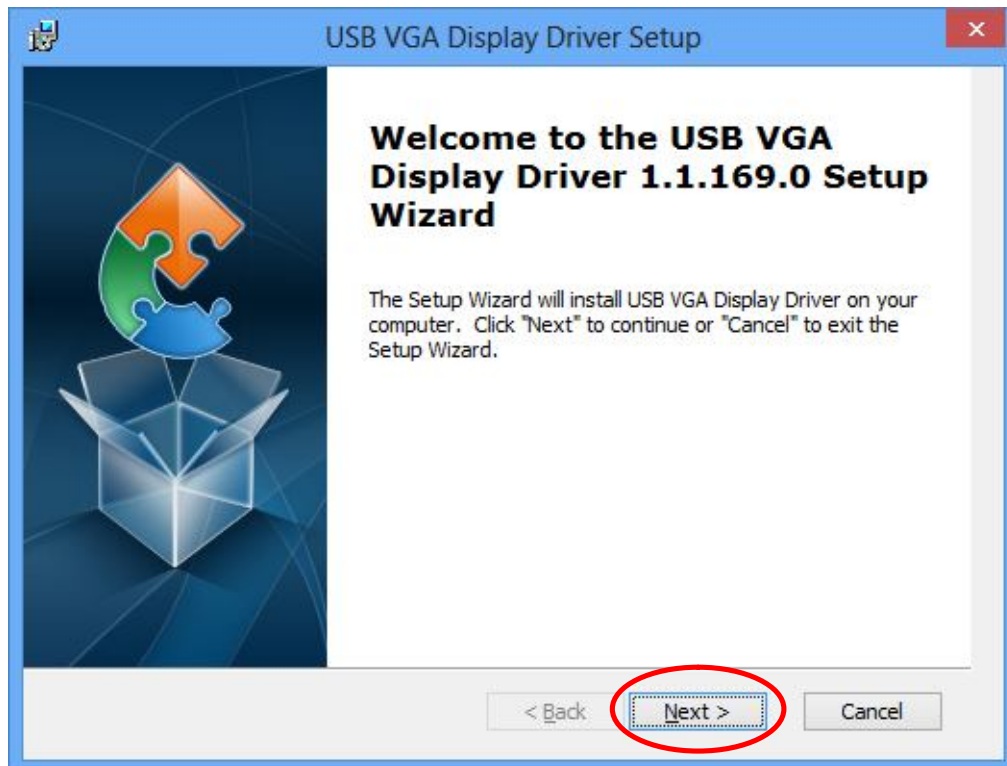 USB VGA Display Driver Setup
Welcome to the USB VGA
Display Driver 1.1.169.0 Setup
Wizard
The Setup Wizard will install USB VGA Display Driver on your
computer.  Click "Next" to continue or "Cancel" to exit the
Setup Wizard.
< Back Next > Cancel